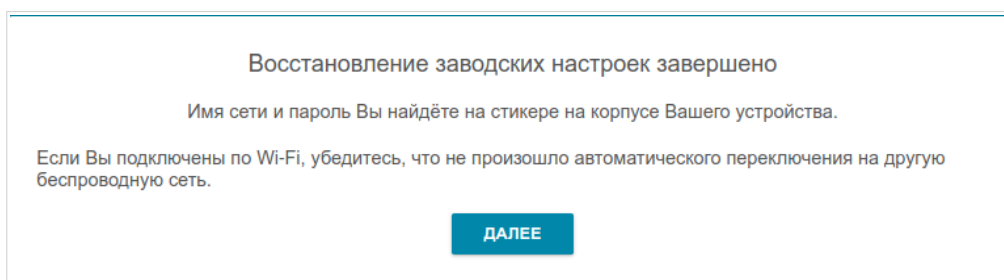 Восстановление заводских настроек завершено
Имя сети и пароль Вы найдёте на стикере на корпусе Вашего устройства.
Если Вы подключены по Wi-Fi, убедитесь, что не произошло автоматического переключения на другую
беспроводную сеть.
ДАЛЕЕ